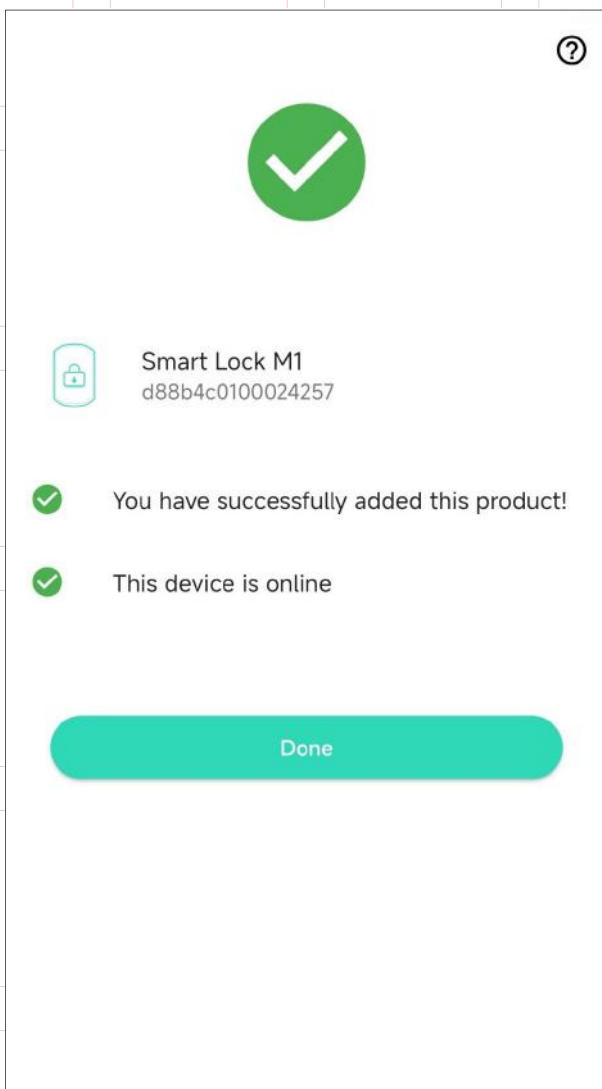 Smart Lock M1
d88b4c0100024257
You have successfully added this product!
This device is online
Done